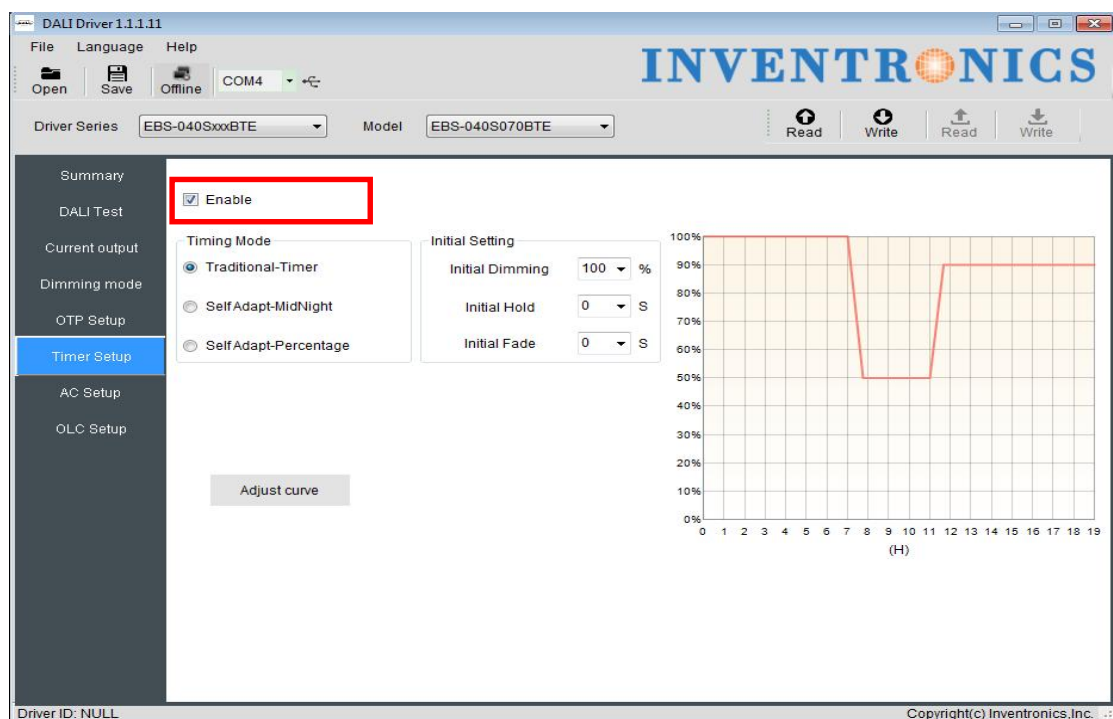 DALI Driver 1.1.1.11
File Language Help
INVENTRONICS
Open Save Offline COM4
Driver Series EBS-040SxxxBTE Model EBS-040S070BTE Read Write Read Write
Summary
DALI Test
Current output
Dimming mode
OTP Setup
Timer Setup
AC Setup
OLC Setup
Enable
Timing Mode
Traditional-Timer
SelfAdapt-MidNight
SelfAdapt-Percentage
Initial Setting
Initial Dimming 100 %
Initial Hold 0 S
Initial Fade 0 S
Adjust curve
100%
90%
80%
70%
60%
50%
40%
30%
20%
10%
0%
0 1 2 3 4 5 6 7 8 9 10 11 12 13 14 15 16 17 18 19
(H)
Driver ID: NULL Copyright(c) Inventronics,Inc.